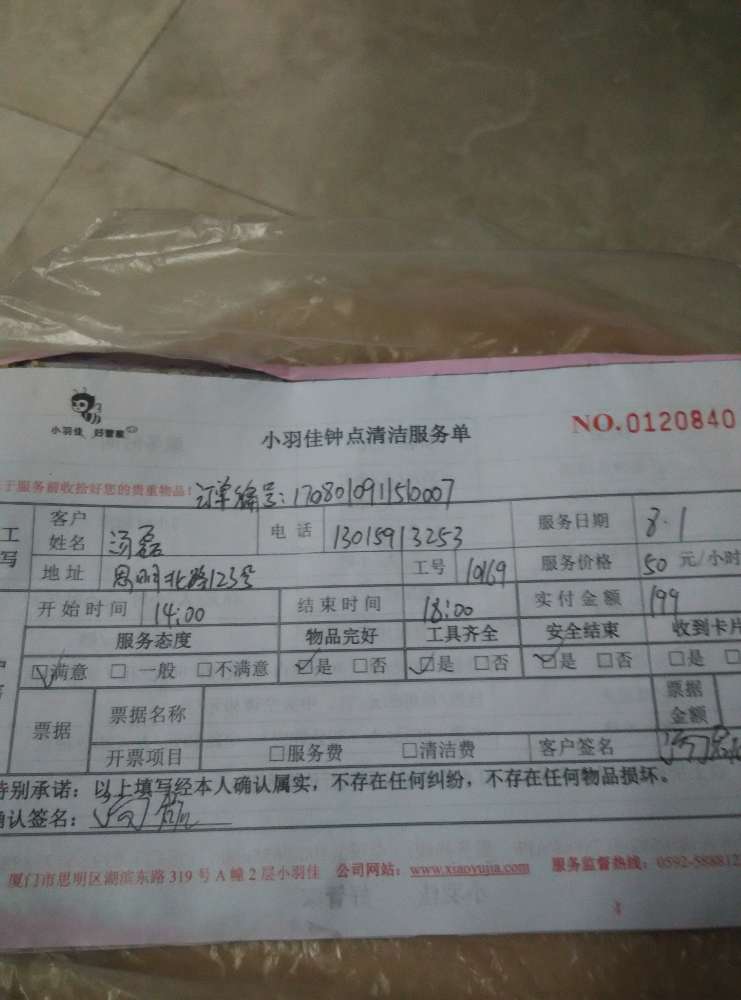 小羽佳 好管家
小羽佳钟点清洁服务单
NO.0120840
于服务前收拾好您的贵重物品!
订单编号:170801091150007
工
写
客户
姓名
汤磊
电 话
13015913253
服务日期
8.1
地址
思明北路123号
工号
10169
服务价格
50 元/小时
开始时间
14:00
结束时间
18:00
实付金额
199
服务态度
物品完好
工具齐全
安全结束
收到卡片
☑满意 □ 一般 □不满意
☑是 □否
☑是 □否
☑是 □否
□是 □
票据
票据名称
票据
金额
开票项目
□服务费 □清洁费
客户签名
特别承诺:以上填写经本人确认属实,不存在任何纠纷,不存在任何物品损坏。
确认签名:
厦门市思明区湖滨东路 319 号 A 幢 2 层小羽佳 公司网站:www.xiaoyujia.com 服务监督热线:0592-5888812